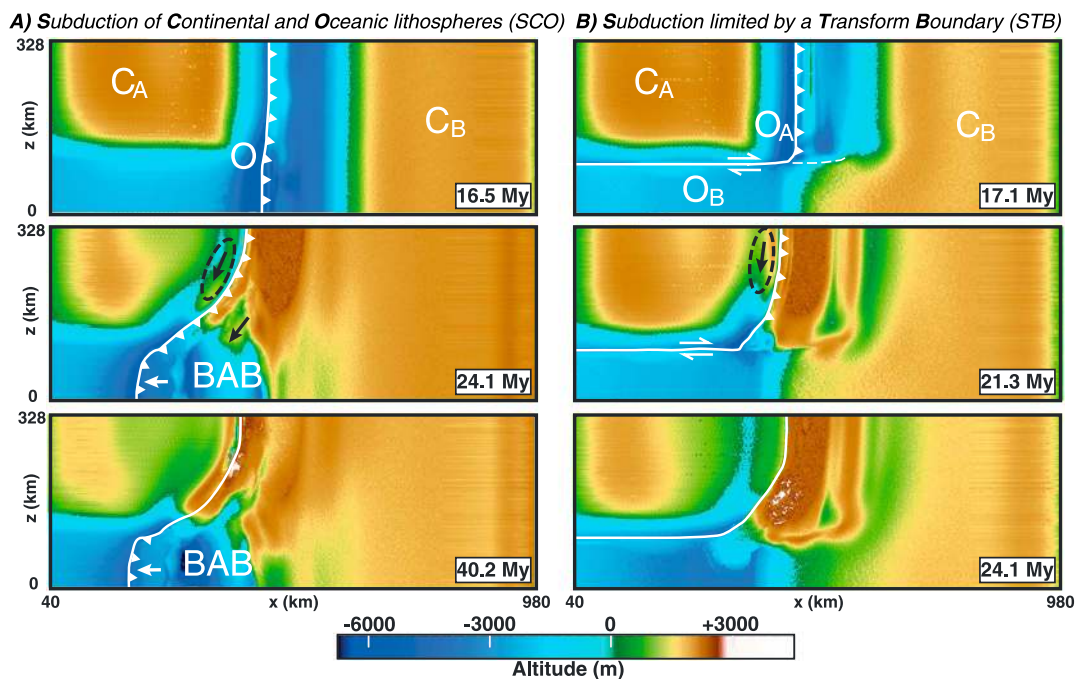 A) Subduction of Continental and Oceanic lithospheres (SCO)
B) Subduction limited by a Transform Boundary (STB)
328
z (km)
0
CA
CB
O
16.5 My
CA
OA
CB
OB
17.1 My
328
z (km)
0
BAB
24.1 My
21.3 My
328
z (km)
0
BAB
40.2 My
24.1 My
40
x (km)
980
40
x (km)
980
-6000
-3000
0
+3000
Altitude (m)